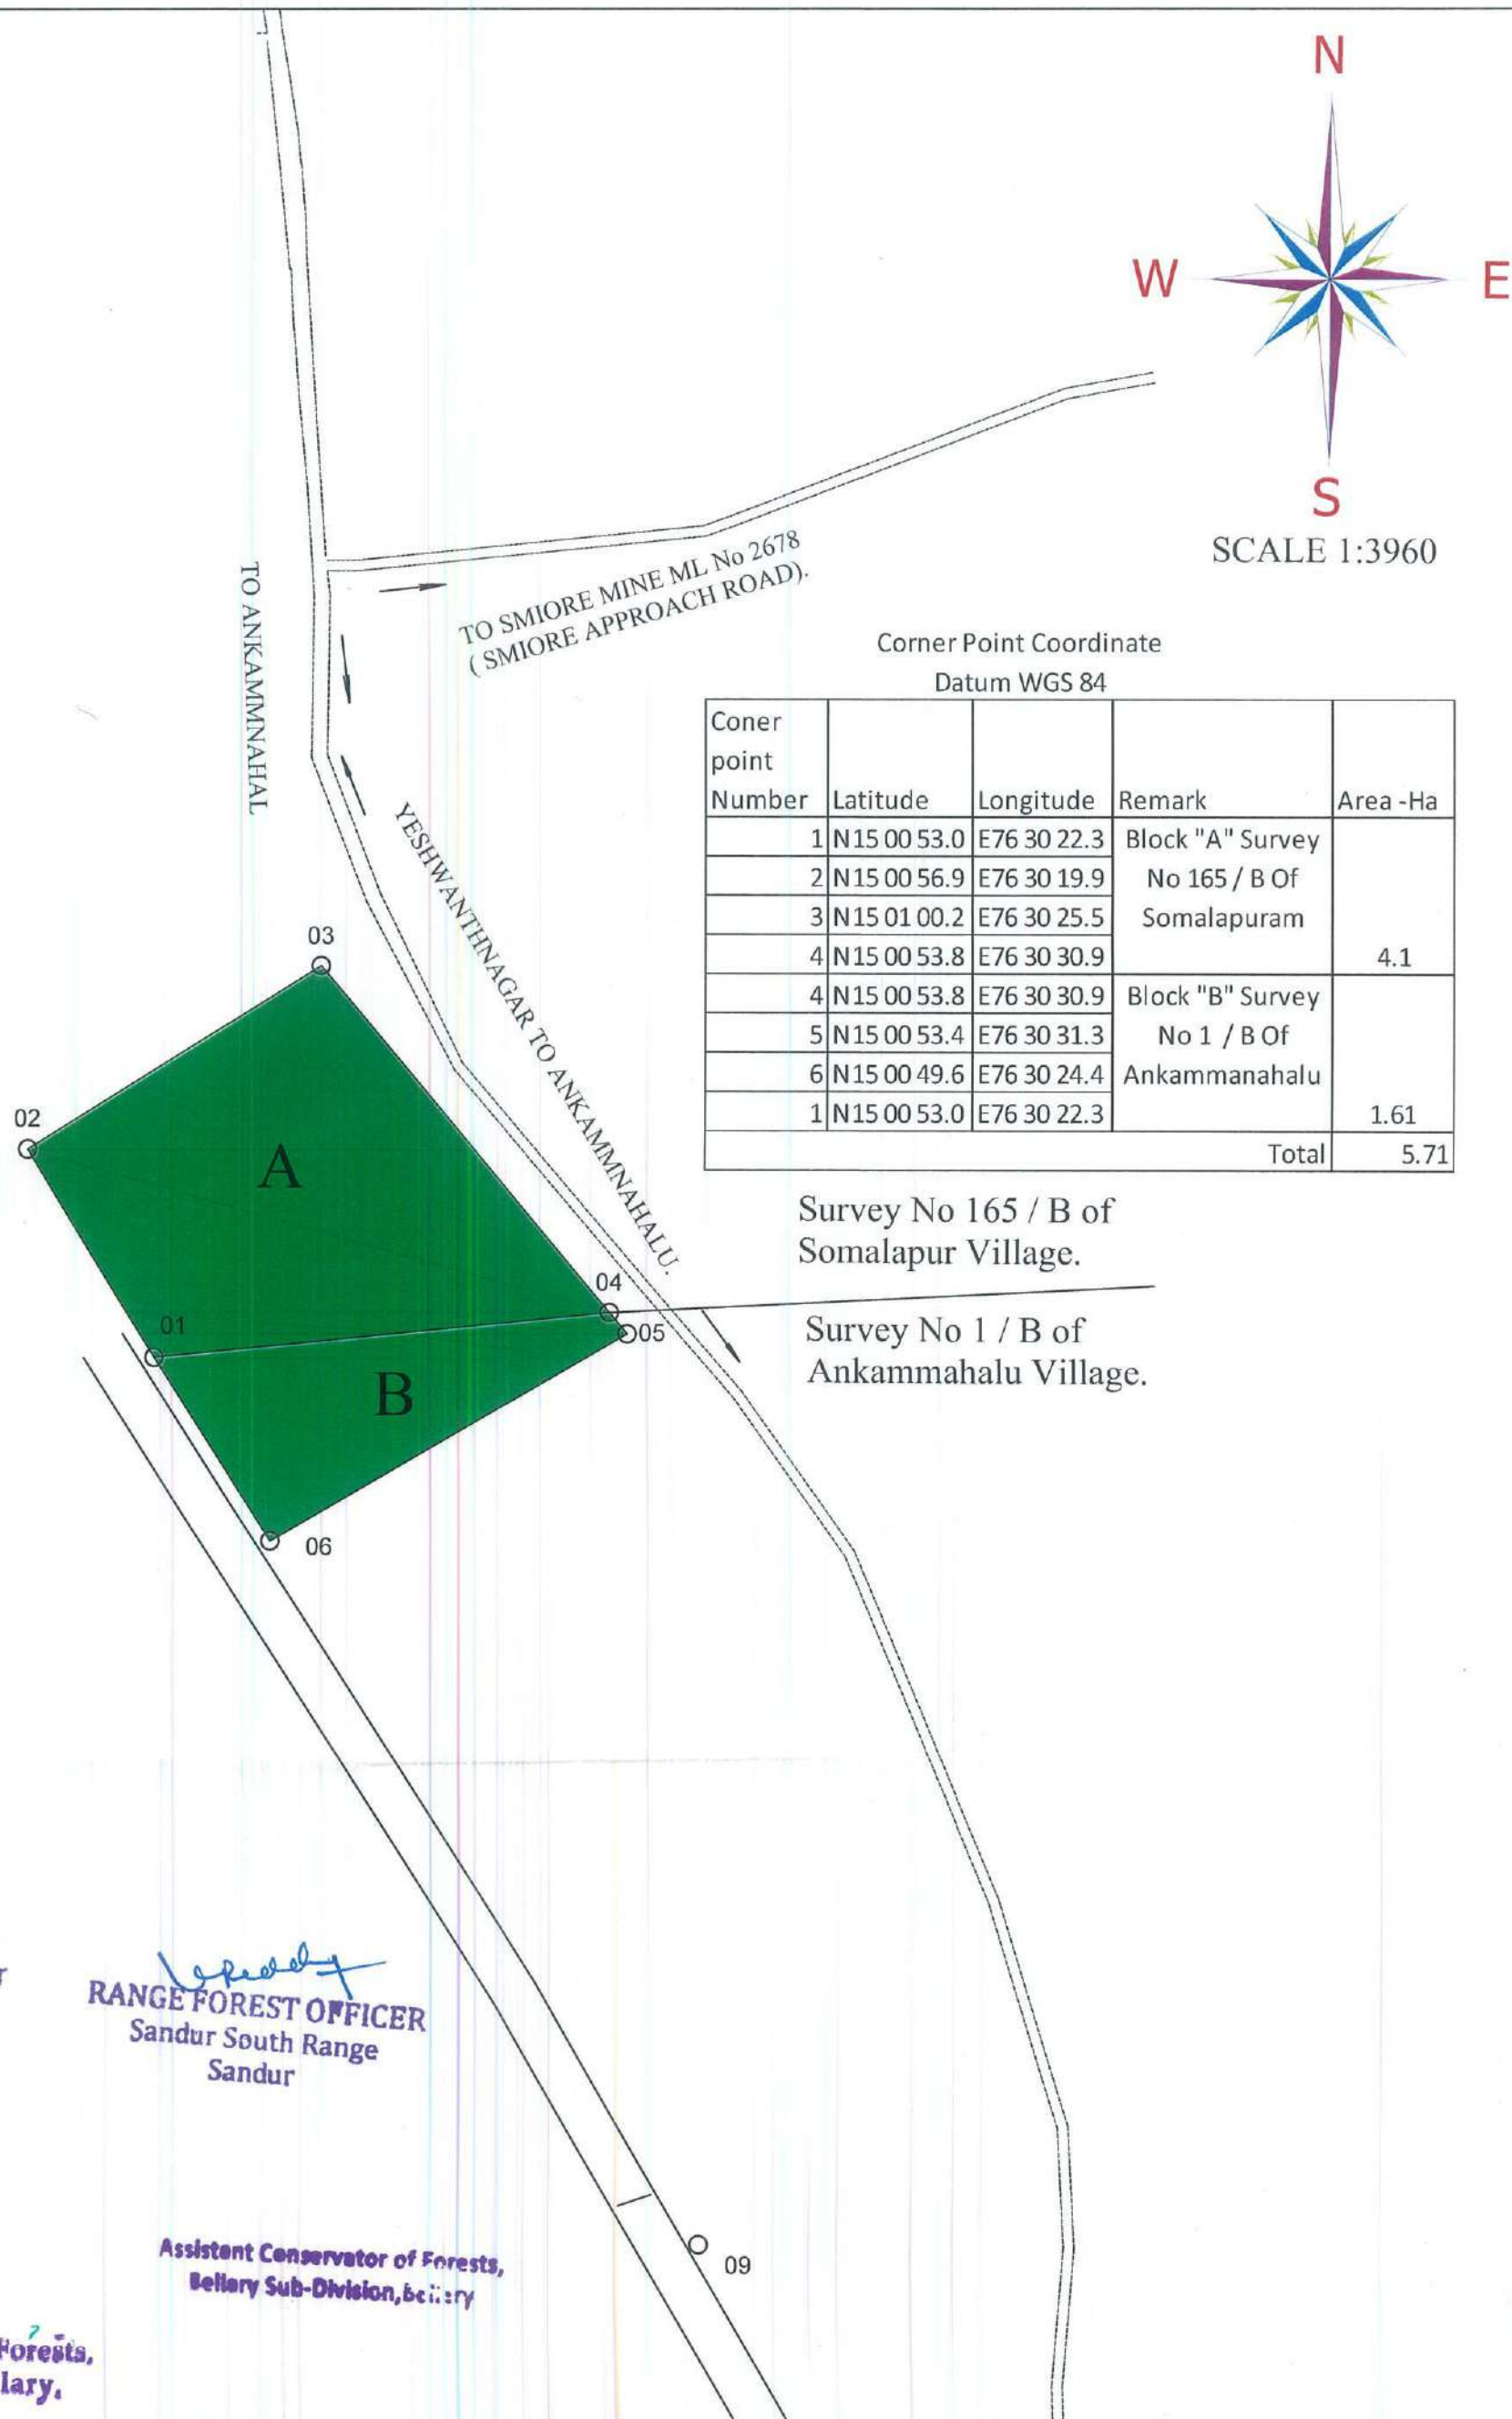 N
W
E
S
SCALE 1:3960
TO ANKAMMNAHAL
TO SMIORE MINE ML No 2678
( SMIORE APPROACH ROAD).
YESHWANTHNAGAR TO ANKAMMNAHALU.
Corner Point Coordinate
Datum WGS 84
Coner point Number Latitude Longitude Remark Area -Ha
1 N15 00 53.0 E76 30 22.3 Block "A" Survey
2 N15 00 56.9 E76 30 19.9 No 165 / B Of
3 N15 01 00.2 E76 30 25.5 Somalapuram
4 N15 00 53.8 E76 30 30.9 4.1
4 N15 00 53.8 E76 30 30.9 Block "B" Survey
5 N15 00 53.4 E76 30 31.3 No 1 / B Of
6 N15 00 49.6 E76 30 24.4 Ankammanahalu
1 N15 00 53.0 E76 30 22.3 1.61
Total 5.71
03
02
A
Survey No 165 / B of
Somalapur Village.
04
01
05
Survey No 1 / B of
Ankammahalu Village.
B
06
RANGE FOREST OFFICER
Sandur South Range
Sandur
Assistant Conservator of Forests,
Bellary Sub-Division,
09
Forests,
lary.